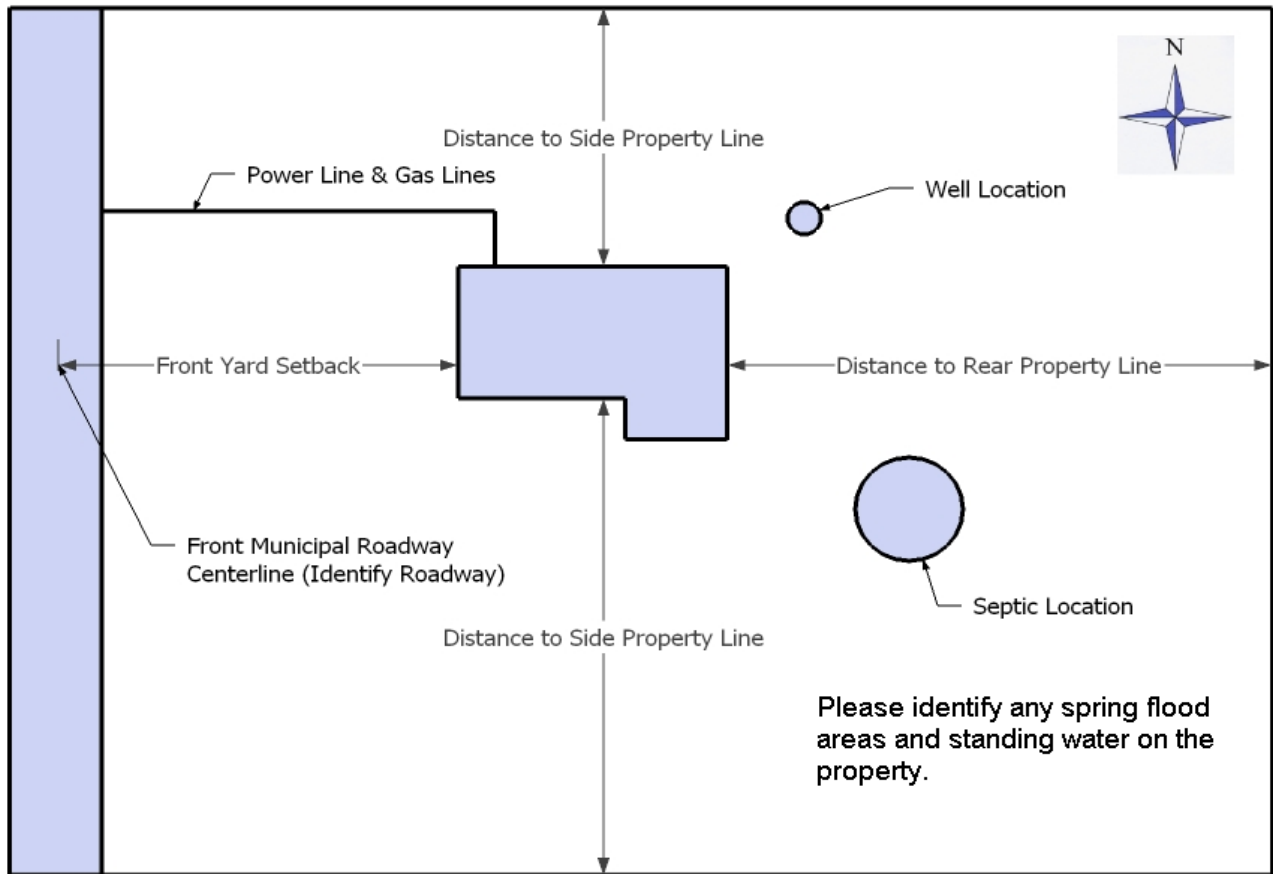 N
Distance to Side Property Line
Power Line & Gas Lines
Well Location
Front Yard Setback
Distance to Rear Property Line
Front Municipal Roadway
Centerline (Identify Roadway)
Septic Location
Distance to Side Property Line
Please identify any spring flood
areas and standing water on the
property.